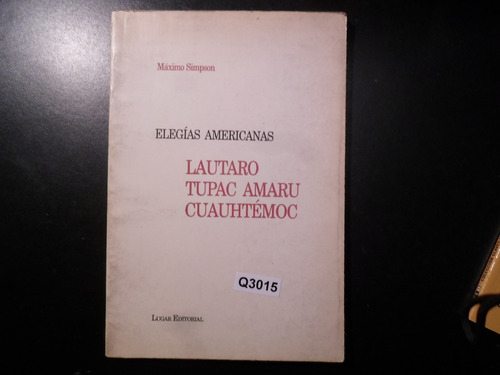 Máximo Simpson
ELEGÍAS AMERICANAS
LAUTARO
TUPAC AMARU
CUAUHTÉMOC
Q3015
LUGAR EDITORIAL